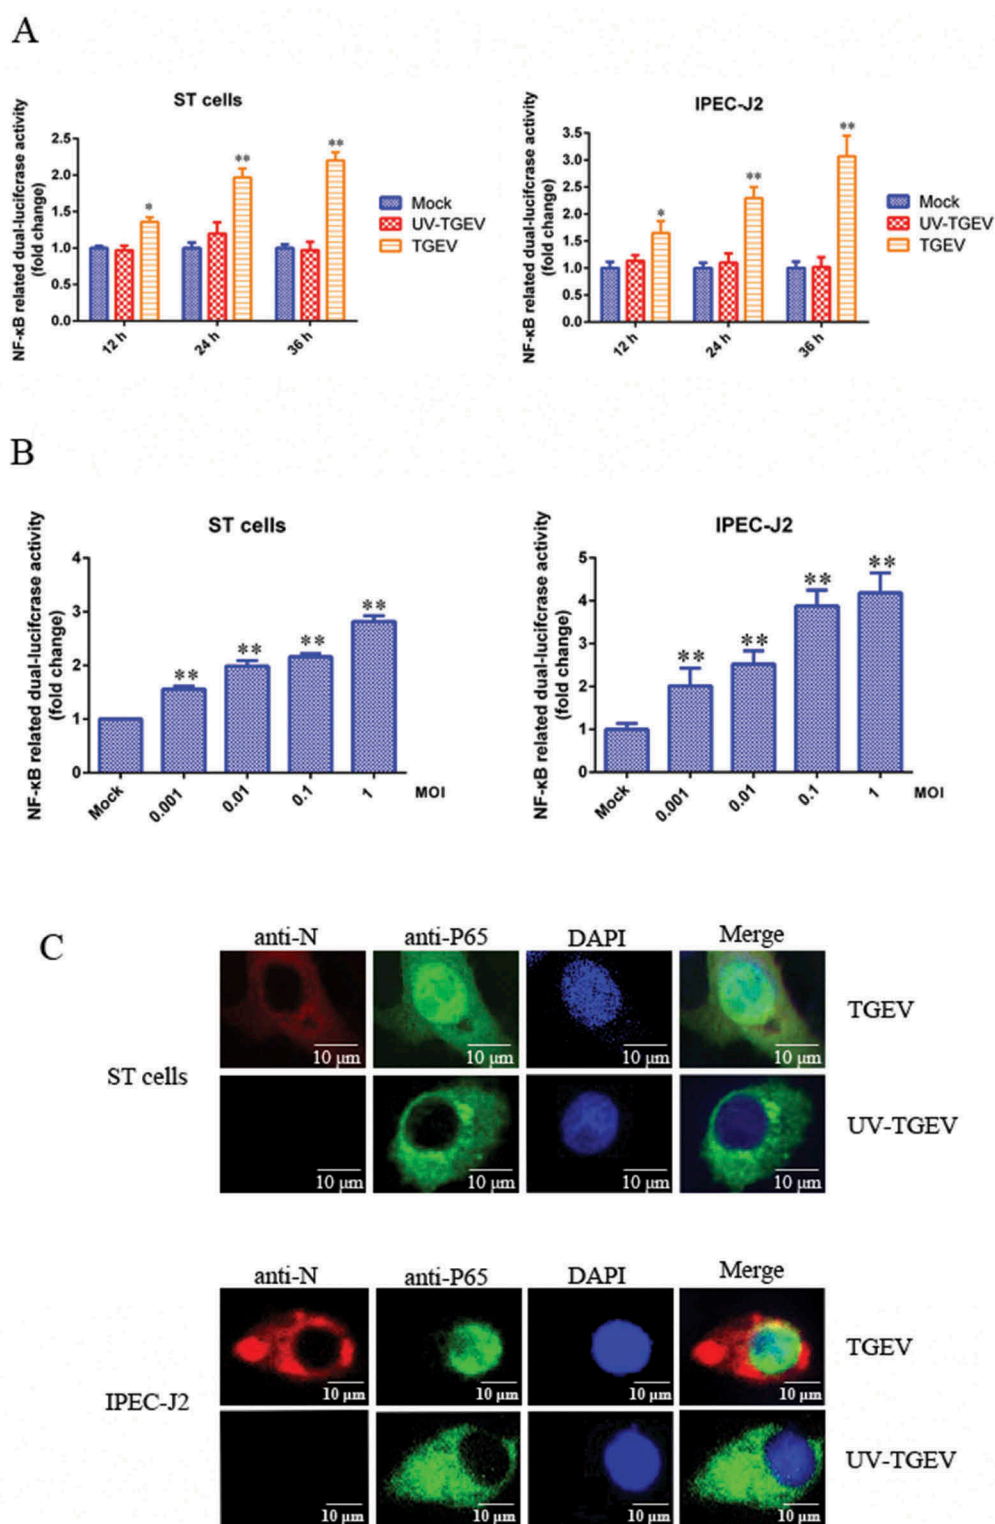 A
ST cells
NF-κB related dual-lucifcrase activity
(fold change)
2.5
2.0
1.5
1.0
0.5
0.0
12 h
24 h
36 h
*
**
**
Mock
UV-TGEV
TGEV
IPEC-J2
NF-κB related dual-lucifcrase activity
(fold change)
3.5
3.0
2.5
2.0
1.5
1.0
0.5
0.0
12 h
24 h
36 h
*
**
**
Mock
UV-TGEV
TGEV
B
ST cells
NF-κB related dual-lucifcrase activity
(fold change)
4
3
2
1
0
**
**
**
**
Mock
0.001
0.01
0.1
1
MOI
IPEC-J2
NF-κB related dual-lucifcrase activity
(fold change)
5
4
3
2
1
0
**
**
**
**
Mock
0.001
0.01
0.1
1
MOI
C
anti-N anti-P65 DAPI Merge
10 μm 10 μm 10 μm 10 μm
TGEV
ST cells
10 μm 10 μm 10 μm 10 μm
UV-TGEV
anti-N anti-P65 DAPI Merge
10 μm 10 μm 10 μm 10 μm
TGEV
IPEC-J2
10 μm 10 μm 10 μm 10 μm
UV-TGEV